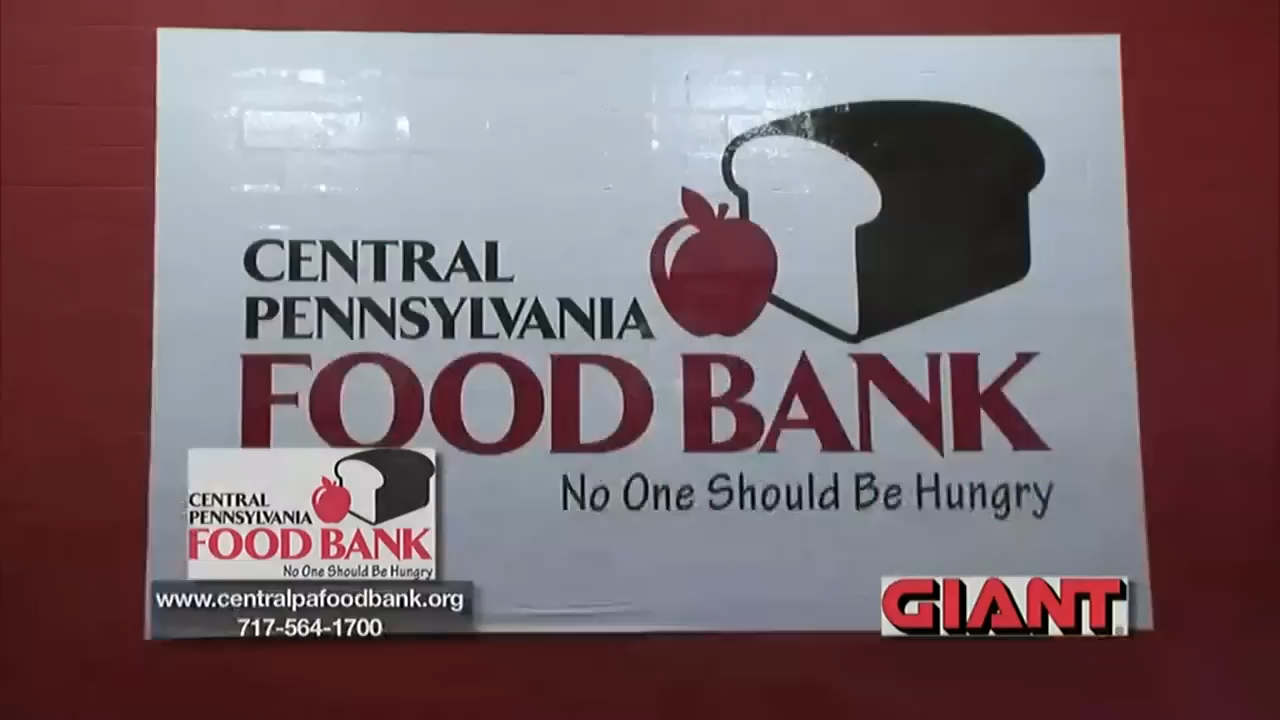 CENTRAL
PENNSYLVANIA
FOOD BANK
No One Should Be Hungry
CENTRAL
PENNSYLVANIA
FOOD BANK
No One Should Be Hungry
www.centralpafoodbank.org
717-564-1700
GIANT